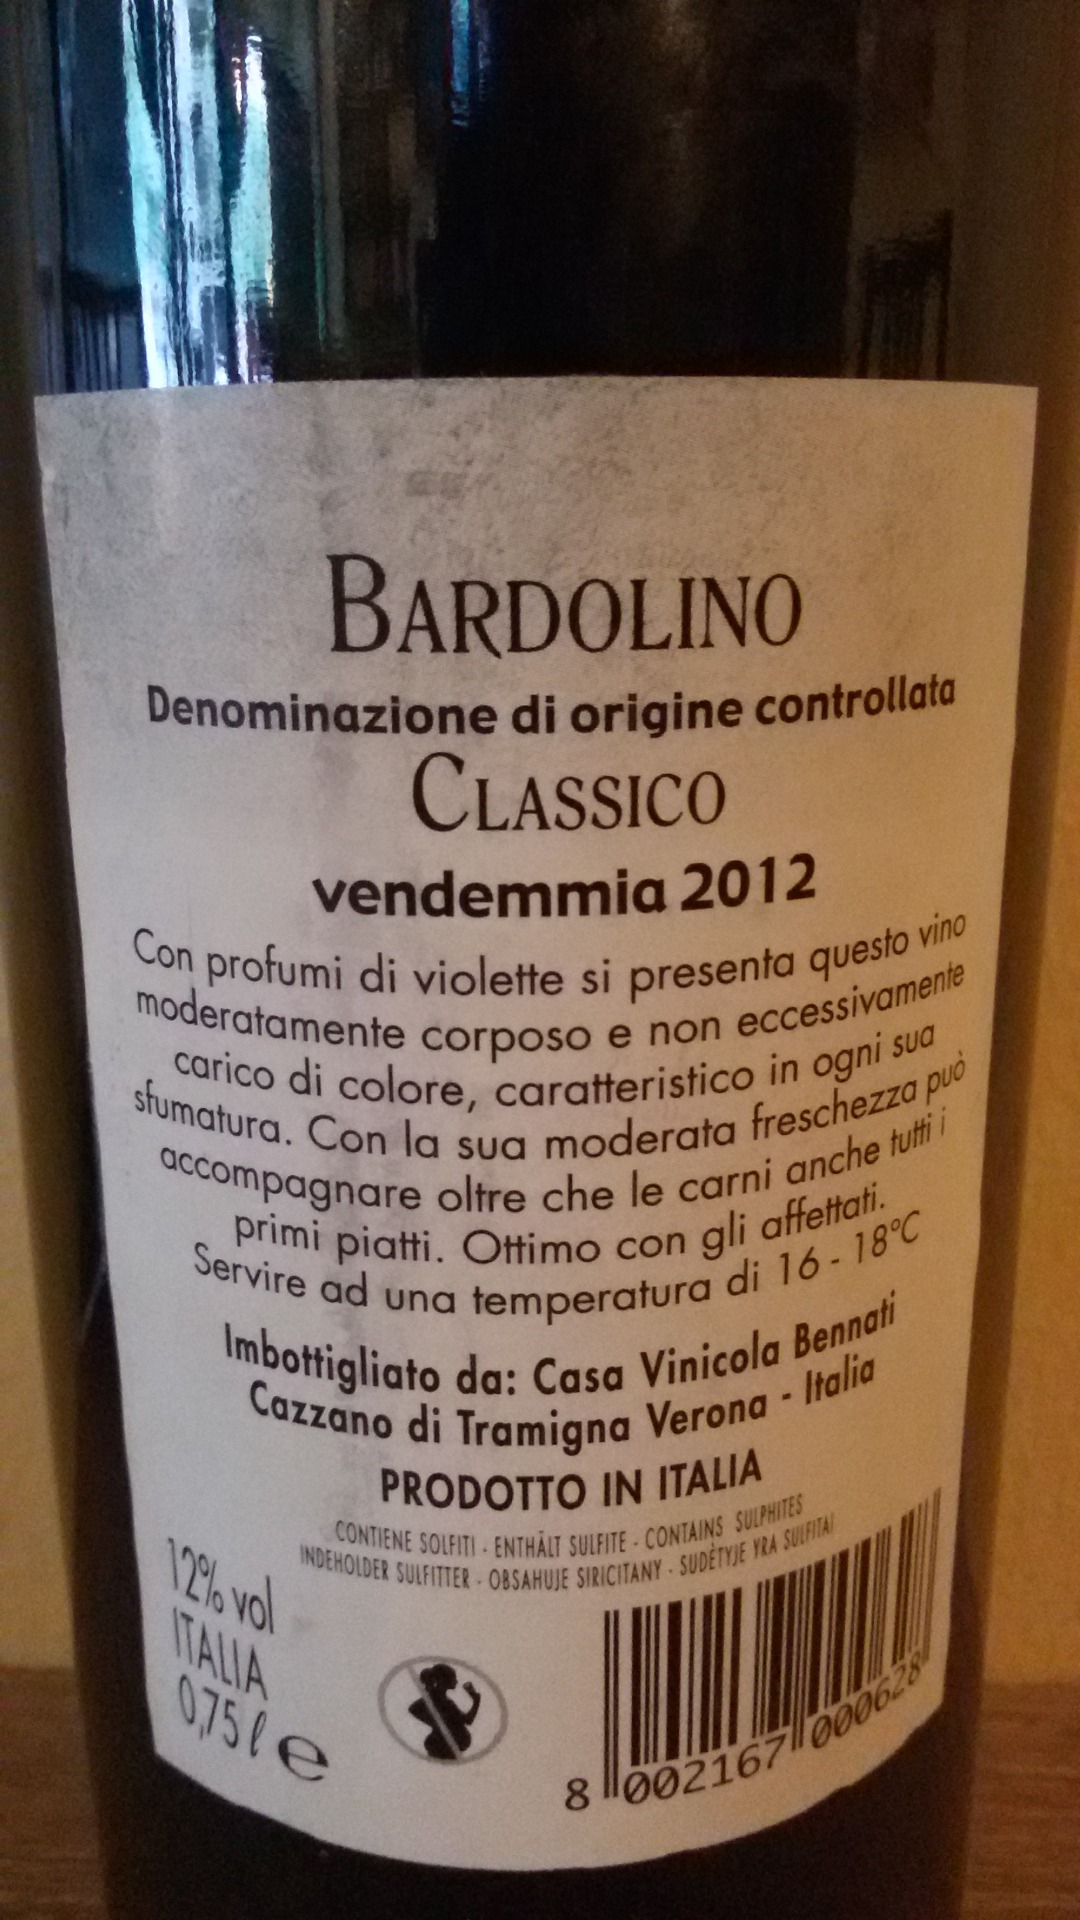 BARDOLINO
Denominazione di origine controllata
CLASSICO
vendemmia 2012
Con profumi di violette si presenta questo vino
moderatamente corposo e non eccessivamente
carico di colore, caratteristico in ogni sua
sfumatura. Con la sua moderata freschezza può
accompagnare oltre che le carni anche tutti i
primi piatti. Ottimo con gli affettati.
Servire ad una temperatura di 16 - 18°C
Imbottigliato da: Casa Vinicola Bennati
Cazzano di Tramigna Verona - Italia
PRODOTTO IN ITALIA
CONTIENE SOLFITI - ENTHÄLT SULFITE - CONTAINS SULPHITES
INDEHOLDER SULFITTER - OBSAHUJE SIRICITANY - SUDĖTYJE YRA SULFITAI
12% vol
ITALIA
0,75 ℓ e
8 002167 000628